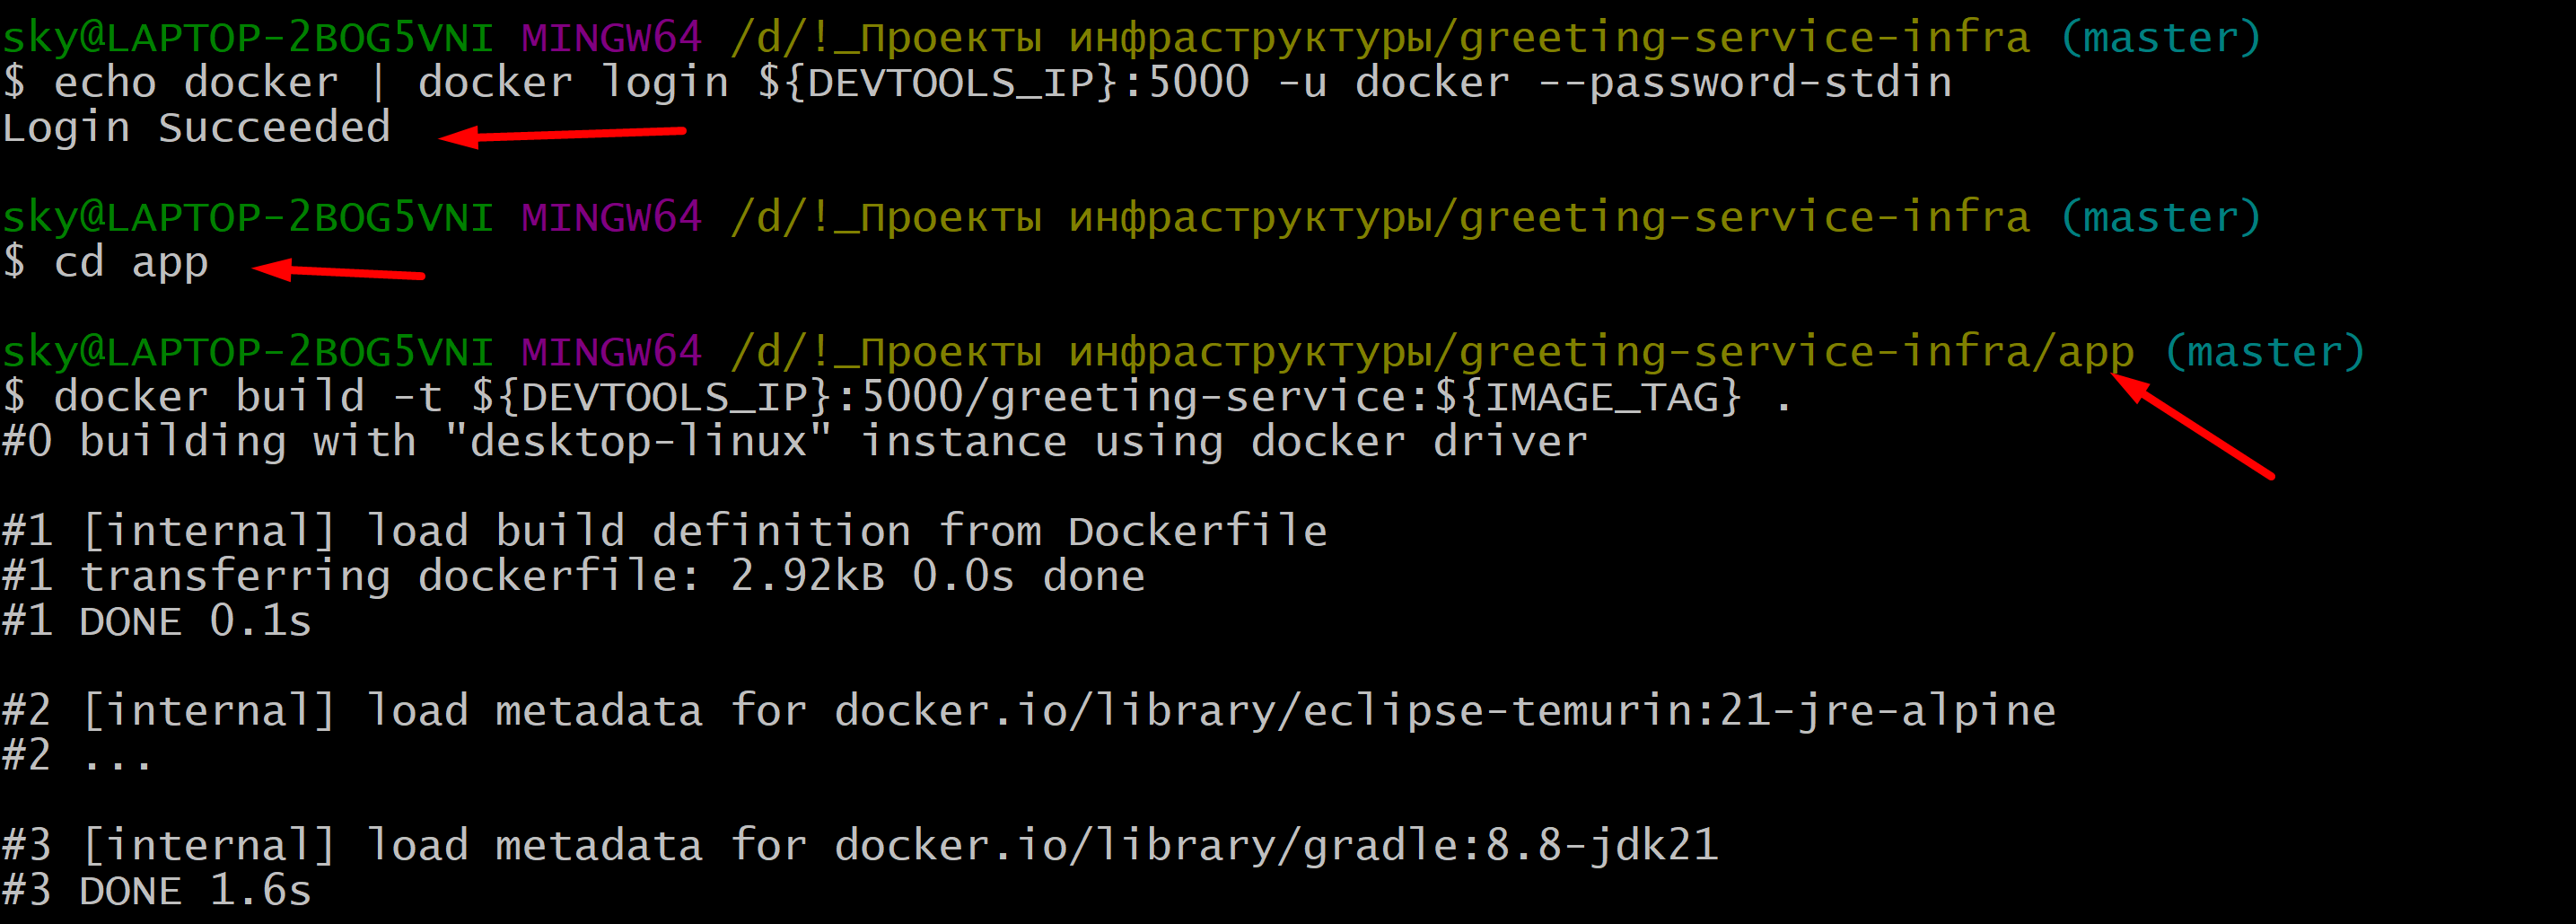 sky@LAPTOP-2BOG5VNI MINGW64 /d/!_Проекты инфраструктуры/greeting-service-infra (master)
$ echo docker | docker login ${DEVTOOLS_IP}:5000 -u docker --password-stdin
Login Succeeded
sky@LAPTOP-2BOG5VNI MINGW64 /d/!_Проекты инфраструктуры/greeting-service-infra (master)
$ cd app
sky@LAPTOP-2BOG5VNI MINGW64 /d/!_Проекты инфраструктуры/greeting-service-infra/app (master)
$ docker build -t ${DEVTOOLS_IP}:5000/greeting-service:${IMAGE_TAG} .
#0 building with "desktop-linux" instance using docker driver
#1 [internal] load build definition from Dockerfile
#1 transferring dockerfile: 2.92kB 0.0s done
#1 DONE 0.1s
#2 [internal] load metadata for docker.io/library/eclipse-temurin:21-jre-alpine
#2 ...
#3 [internal] load metadata for docker.io/library/gradle:8.8-jdk21
#3 DONE 1.6s